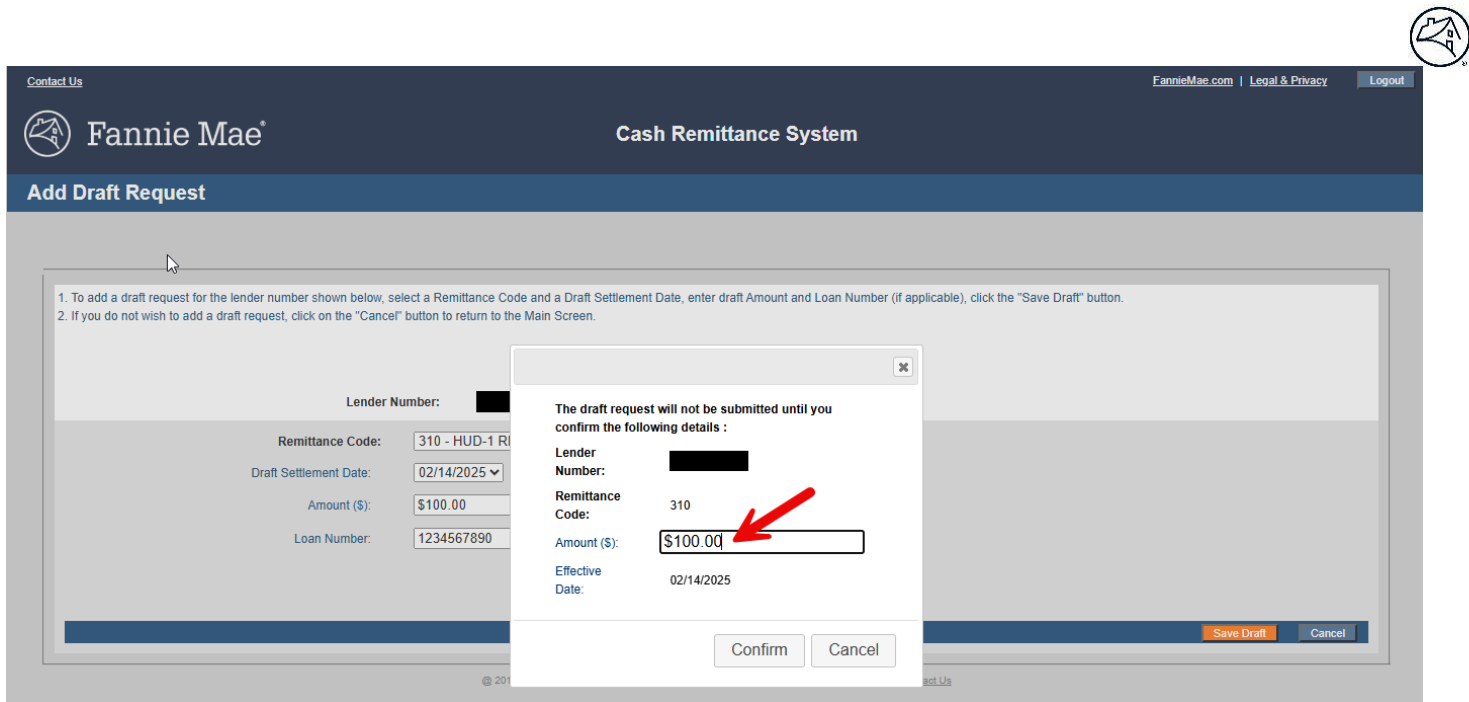 Contact Us
FannieMae.com | Legal & Privacy
Logout
Fannie Mae®
Cash Remittance System
Add Draft Request
1. To add a draft request for the lender number shown below, select a Remittance Code and a Draft Settlement Date, enter draft Amount and Loan Number (if applicable), click the "Save Draft" button.
2. If you do not wish to add a draft request, click on the "Cancel" button to return to the Main Screen.
Lender Number:
Remittance Code:
310 - HUD-1 R
Draft Settlement Date:
02/14/2025
Amount ($):
$100.00
Loan Number:
1234567890
The draft request will not be submitted until you
confirm the following details :
Lender
Number:
Remittance
Code:
310
Amount ($):
$100.00
Effective
Date:
02/14/2025
Confirm
Cancel
Save Draft
Cancel
@ 201
act Us